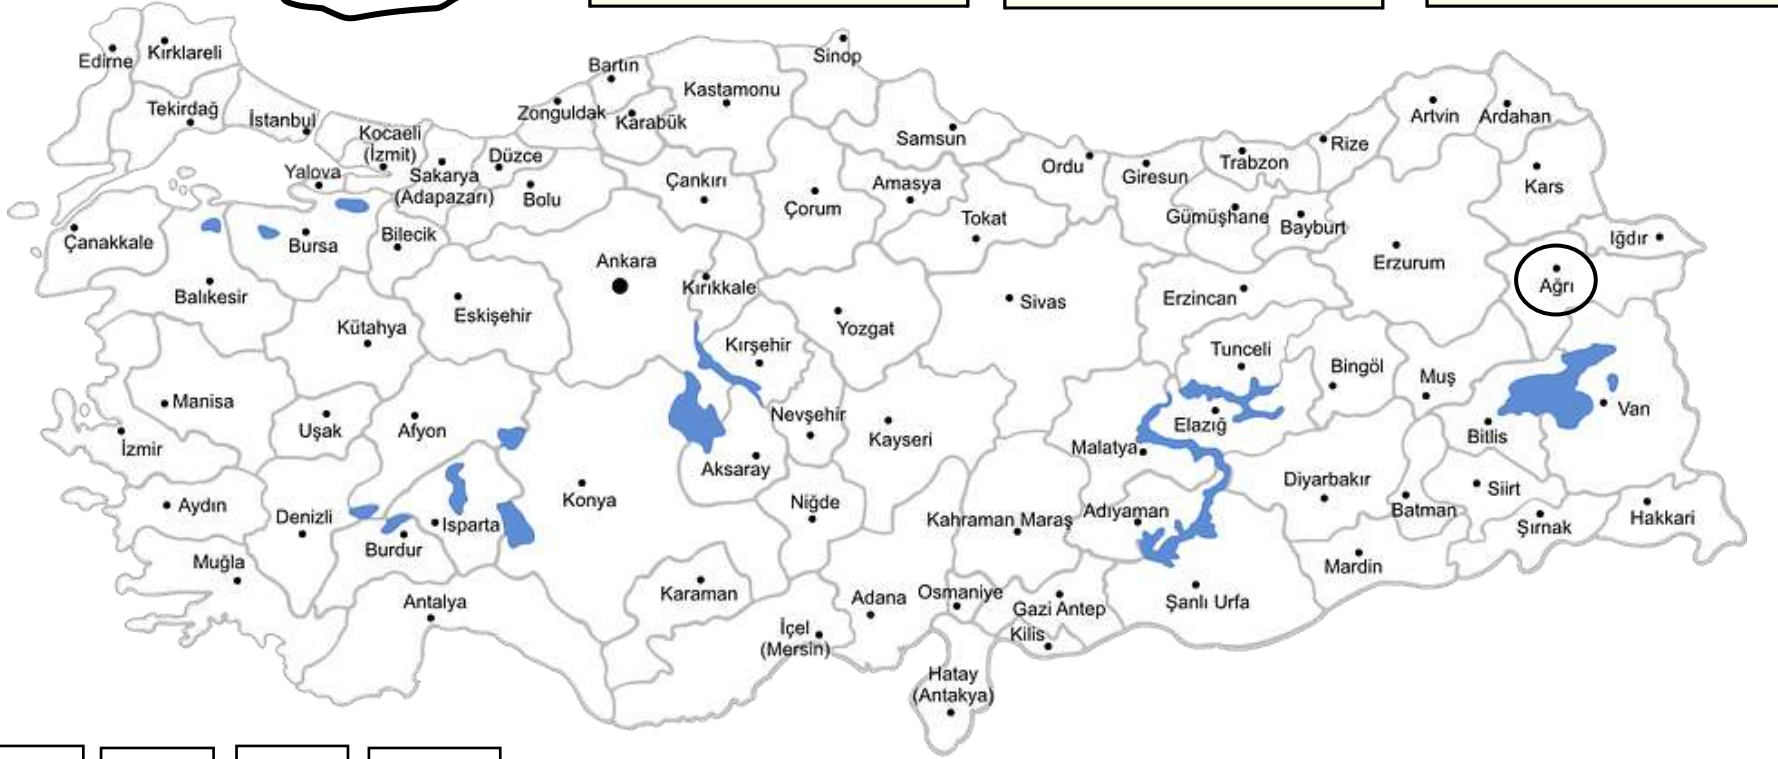 Edirne
Kırklareli
Tekirdağ
İstanbul
Kocaeli
(İzmit)
Yalova
Sakarya
(Adapazarı)
Düzce
Bolu
Zonguldak
Bartın
Karabük
Kastamonu
Sinop
Çankırı
Çorum
Samsun
Amasya
Tokat
Ordu
Giresun
Trabzon
Rize
Artvin
Ardahan
Kars
Gümüşhane
Bayburt
Erzurum
Iğdır
Ağrı
Çanakkale
Balıkesir
Bursa
Bilecik
Eskişehir
Kütahya
Ankara
Kırıkkale
Kırşehir
Yozgat
Sivas
Erzincan
Tunceli
Bingöl
Muş
Van
Bitlis
Manisa
İzmir
Uşak
Afyon
Konya
Aksaray
Nevşehir
Kayseri
Malatya
Elazığ
Diyarbakır
Batman
Siirt
Şırnak
Hakkari
Aydın
Denizli
Muğla
Burdur
Isparta
Antalya
Karaman
Niğde
İçel
(Mersin)
Adana
Osmaniye
Kahraman Maraş
Adıyaman
Gazi Antep
Kilis
Şanlı Urfa
Mardin
Hatay
(Antakya)